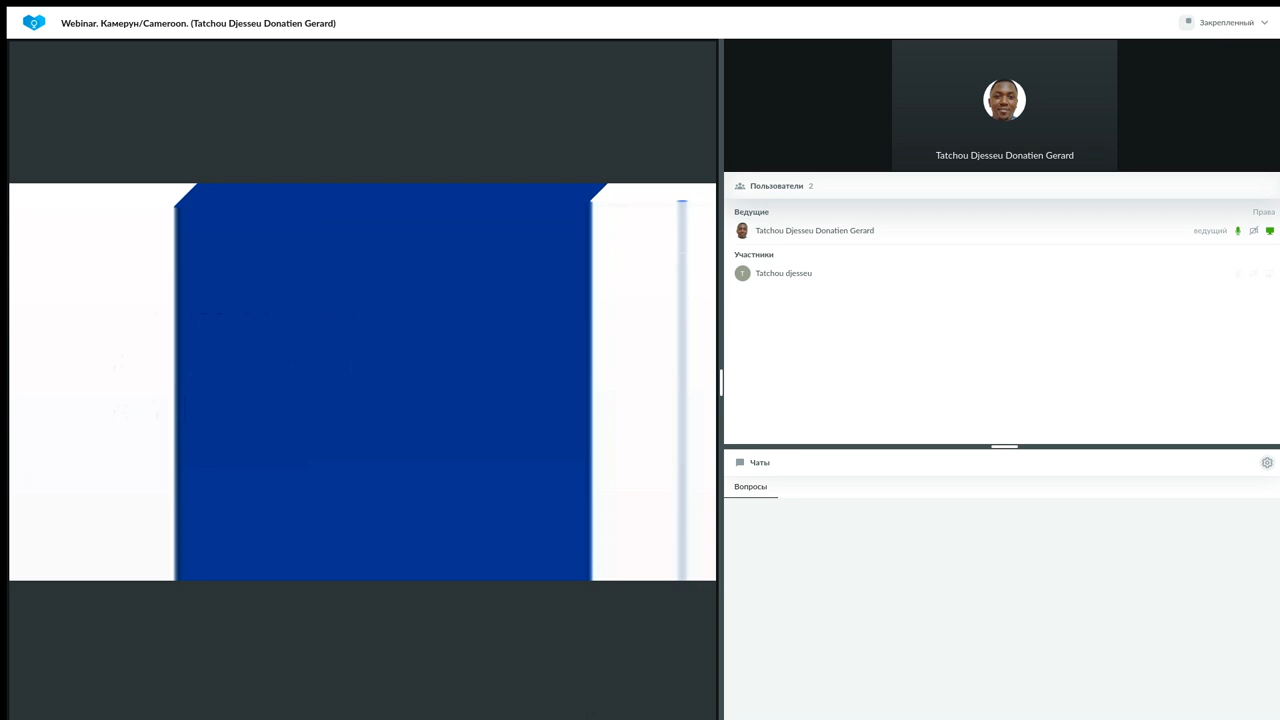 Webinar. Камерун/Cameroon. (Tatchou Djesseu Donatien Gerard)
Закрепленный
Tatchou Djesseu Donatien Gerard
Пользователи 2
Ведущие Права
Tatchou Djesseu Donatien Gerard ведущий
Участники
T Tatchou djesseu
Чаты
Вопросы